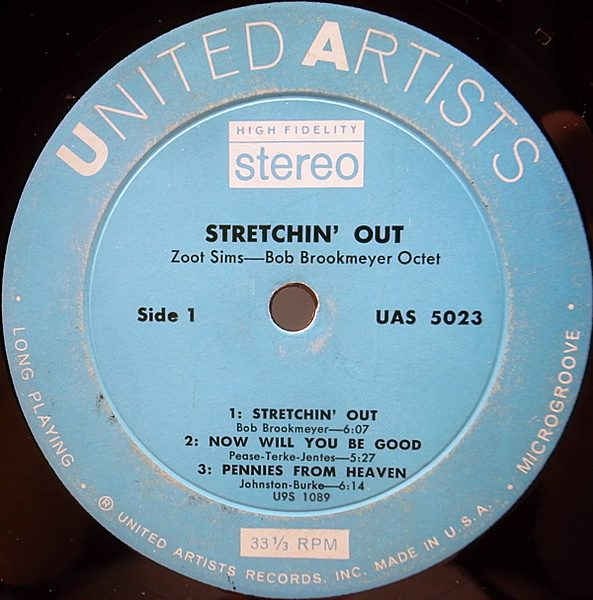 UNITED ARTISTS
HIGH FIDELITY
stereo
STRETCHIN' OUT
Zoot Sims—Bob Brookmeyer Octet
Side 1
UAS 5023
1: STRETCHIN' OUT
Bob Brookmeyer—6:07
2: NOW WILL YOU BE GOOD
Pease-Terke-Jentes—5:27
3: PENNIES FROM HEAVEN
Johnston-Burke—6:14
U9S 1089
33 1/3 RPM
• LONG PLAYING •
® UNITED ARTISTS RECORDS, INC. MADE IN U.S.A.
• MICROGROOVE •